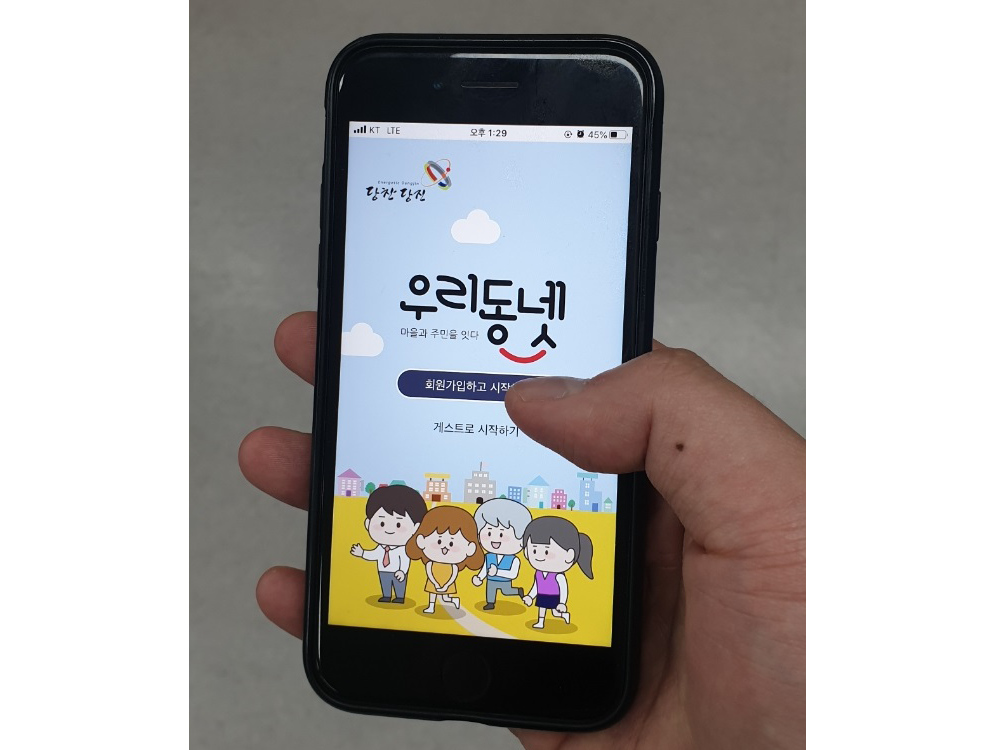 KT LTE 오후 1:29 45%
Energetic Dangjin
당찬 당진
우리동넷
마을과 주민을 잇다
회원가입하고 시작
게스트로 시작하기